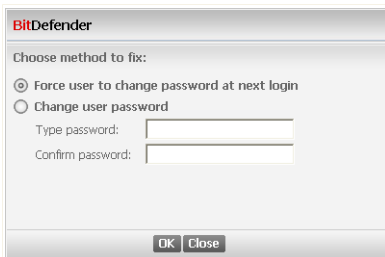 BitDefender
Choose method to fix:
Force user to change password at next login
Change user password
Type password:
Confirm password:
OK Close